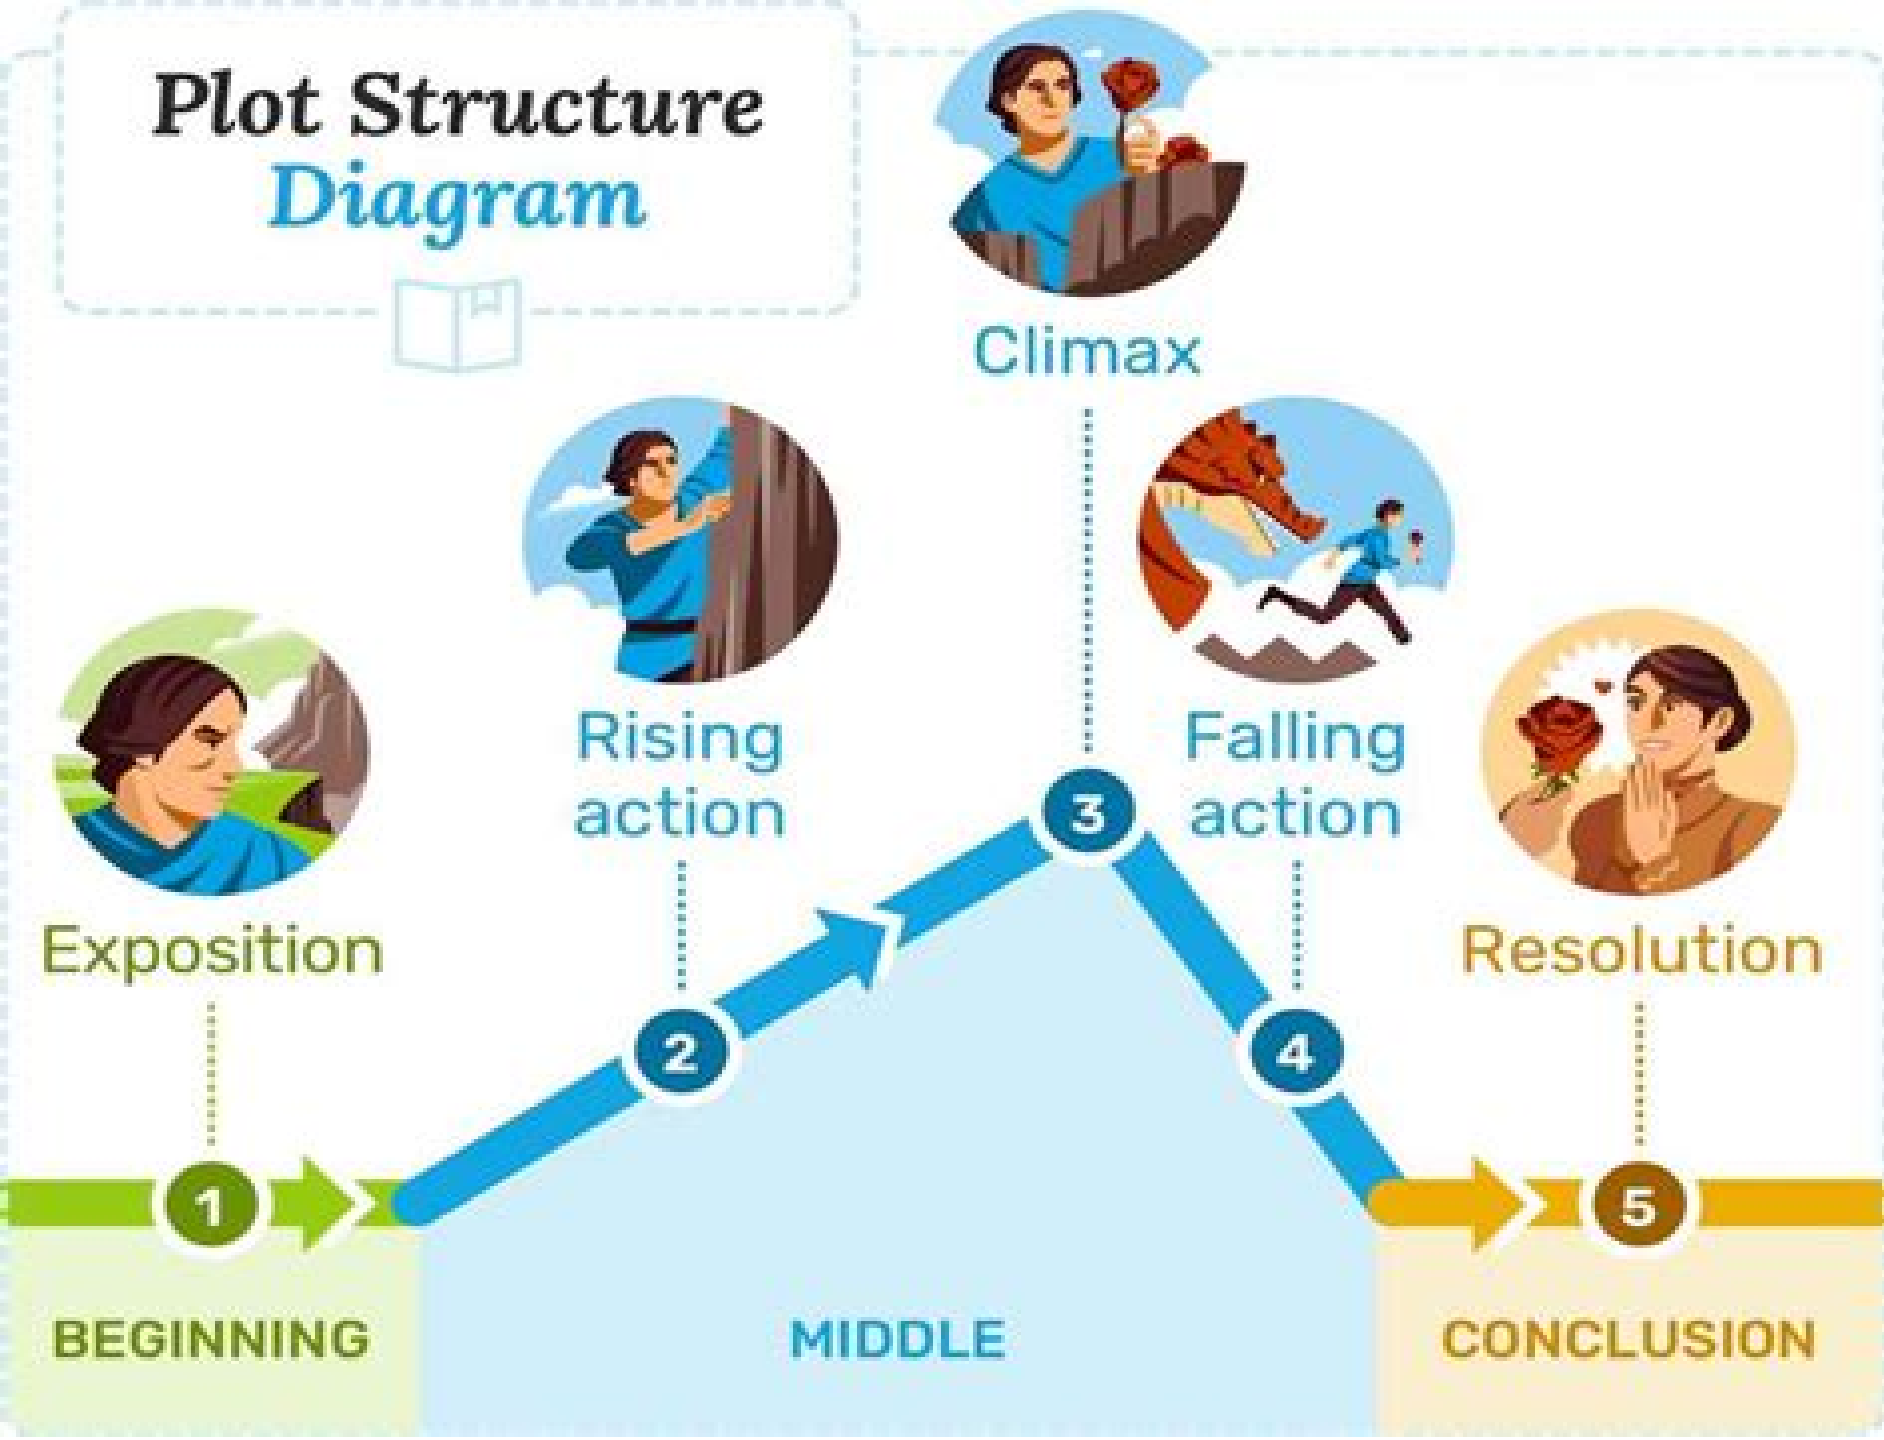 Plot Structure
Diagram
Climax
Rising
action
Falling
action
Exposition
Resolution
3
2
4
1
5
BEGINNING
MIDDLE
CONCLUSION